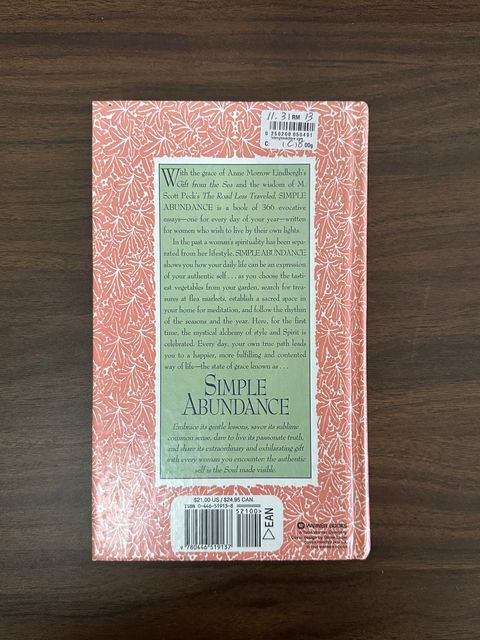 11.31 RM 13
0 250200 050491
C:
00g
With the grace of Anne Morrow Lindbergh's
Gift from the Sea and the wisdom of M.
Scott Peck's The Road Less Traveled, SIMPLE
ABUNDANCE is a book of 366 evocative
essays—one for every day of your year—written
for women who wish to live by their own lights.
In the past a woman's spirituality has been sepa-
rated from her lifestyle. SIMPLE ABUNDANCE
shows you how your daily life can be an expression
of your authentic self . . . as you choose the tasti-
est vegetables from your garden, search for trea-
sures at flea markets, establish a sacred space in
your home for meditation, and follow the rhythm
of the seasons and the year. Here, for the first
time, the mystical alchemy of style and Spirit is
celebrated. Every day, your own true path leads
you to a happier, more fulfilling and contented
way of life—the state of grace known as . . .
SIMPLE
ABUNDANCE
Embrace its gentle lessons, savor its sublime
common sense, dare to live its passionate truth,
and share its extraordinary and exhilarating gift
with every woman you encounter: the authentic
self is the Soul made visible.
$21.00 US / $24.95 CAN.
ISBN 0-446-51913-8
52100>
EAN
9 780446 519137
WARNER BOOKS
A Time Warner Company